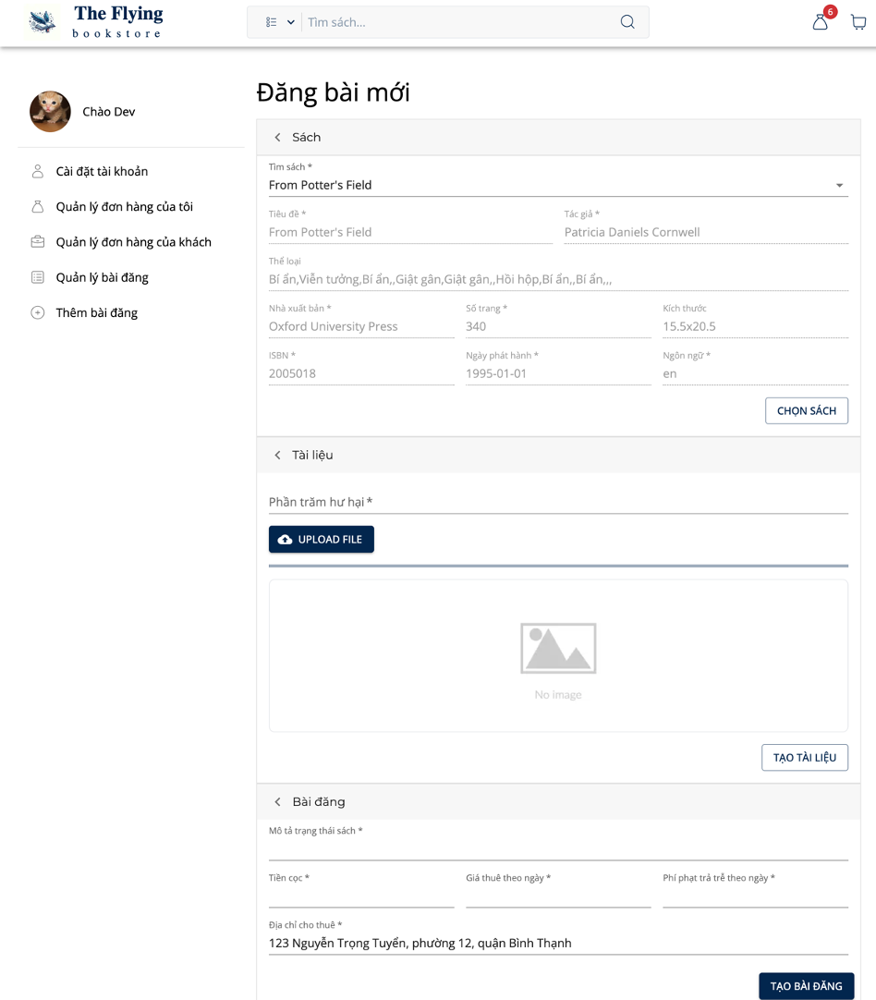 The Flying
bookstore
Tìm sách...
6
Chào Dev
Cài đặt tài khoản
Quản lý đơn hàng của tôi
Quản lý đơn hàng của khách
Quản lý bài đăng
Thêm bài đăng
Đăng bài mới
Sách
Tìm sách *
From Potter's Field
Tiêu đề * Tác giả *
From Potter's Field Patricia Daniels Cornwell
Thể loại
Bí ẩn,Viễn tưởng,Bí ẩn,,Giật gân,Giật gân,,Hồi hộp,Bí ẩn,,Bí ẩn,,,
Nhà xuất bản * Số trang * Kích thước
Oxford University Press 340 15.5x20.5
ISBN * Ngày phát hành * Ngôn ngữ *
2005018 1995-01-01 en
CHỌN SÁCH
Tài liệu
Phần trăm hư hại *
UPLOAD FILE
No image
TẠO TÀI LIỆU
Bài đăng
Mô tả trạng thái sách *
Tiền cọc * Giá thuê theo ngày * Phí phạt trả trễ theo ngày *
Địa chỉ cho thuê *
123 Nguyễn Trọng Tuyển, phường 12, quận Bình Thạnh
TẠO BÀI ĐĂNG